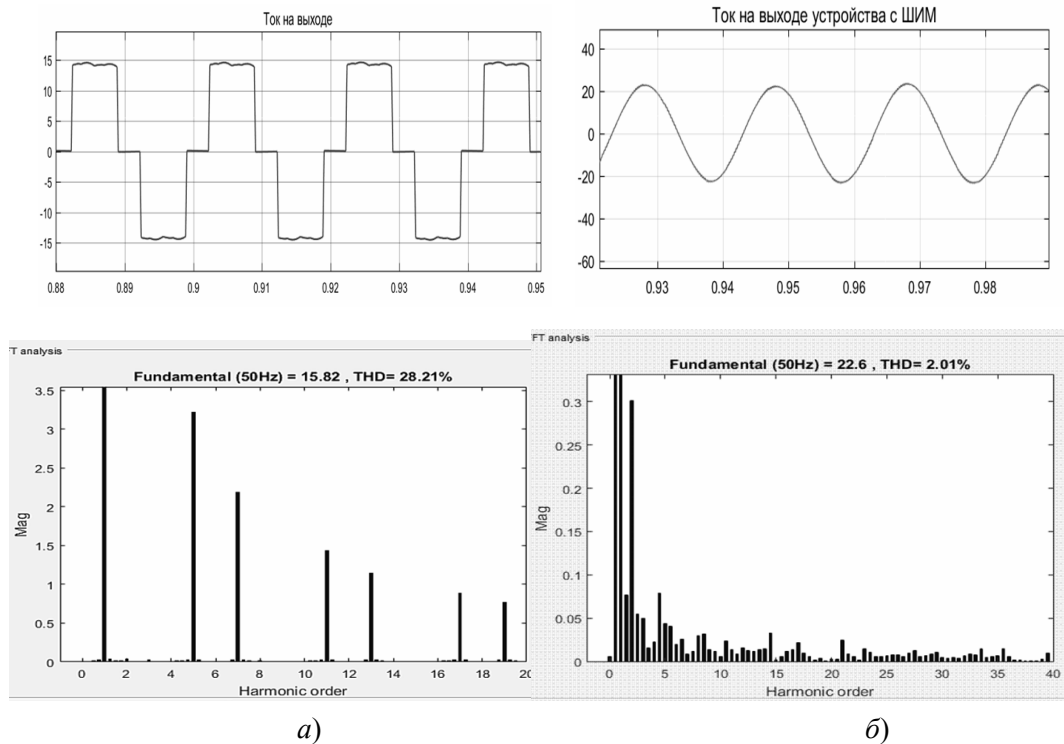 Ток на выходе
15
10
5
0
-5
-10
-15
0.88 0.89 0.9 0.91 0.92 0.93 0.94 0.95
Ток на выходе устройства с ШИМ
40
20
0
-20
-40
-60
0.93 0.94 0.95 0.96 0.97 0.98
T analysis
Fundamental (50Hz) = 15.82 , THD= 28.21%
3.5
3
2.5
2
1.5
1
0.5
0
Mag
0 2 4 6 8 10 12 14 16 18 20
Harmonic order
FT analysis
Fundamental (50Hz) = 22.6 , THD= 2.01%
0.3
0.25
0.2
0.15
0.1
0.05
0
Mag
0 5 10 15 20 25 30 35 40
Harmonic order
а)
б)